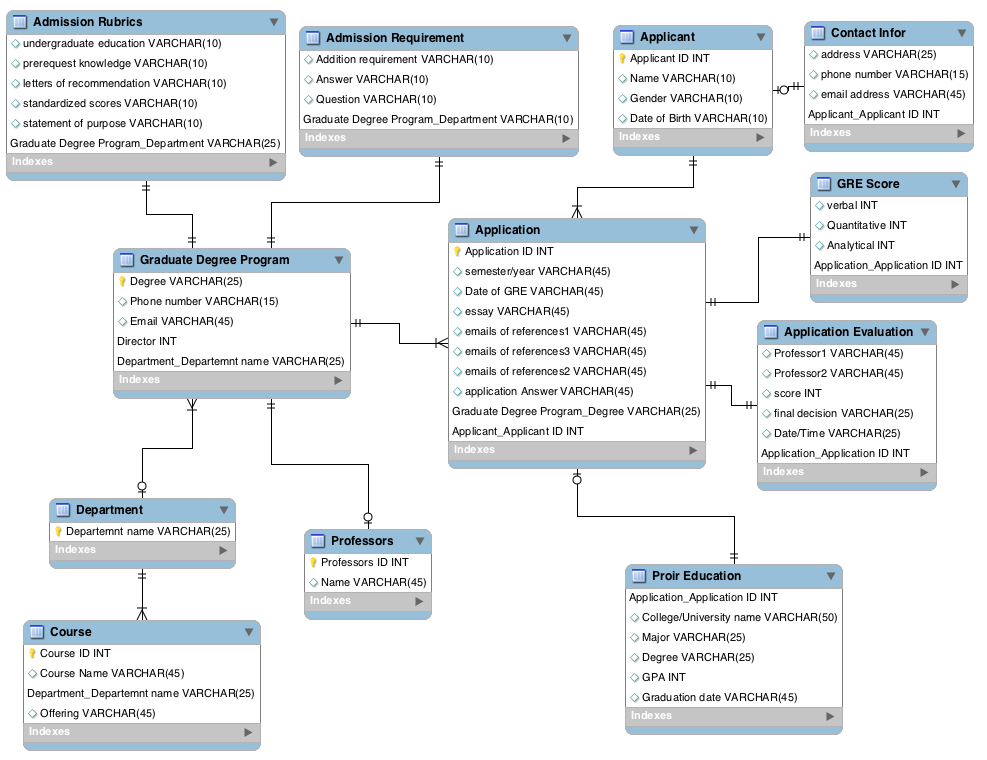 Admission Rubrics
undergraduate education VARCHAR(10)
prerequest knowledge VARCHAR(10)
letters of recommendation VARCHAR(10)
standardized scores VARCHAR(10)
statement of purpose VARCHAR(10)
Graduate Degree Program_Department VARCHAR(25)
Indexes
Admission Requirement
Addition requirement VARCHAR(10)
Answer VARCHAR(10)
Question VARCHAR(10)
Graduate Degree Program_Department VARCHAR(10)
Indexes
Applicant
Applicant ID INT
Name VARCHAR(10)
Gender VARCHAR(10)
Date of Birth VARCHAR(10)
Indexes
Contact Infor
address VARCHAR(25)
phone number VARCHAR(15)
email address VARCHAR(45)
Applicant_Applicant ID INT
Indexes
GRE Score
verbal INT
Quantitative INT
Analytical INT
Application_Application ID INT
Indexes
Graduate Degree Program
Degree VARCHAR(25)
Phone number VARCHAR(15)
Email VARCHAR(45)
Director INT
Department_Departemnt name VARCHAR(25)
Indexes
Application
Application ID INT
semester/year VARCHAR(45)
Date of GRE VARCHAR(45)
essay VARCHAR(45)
emails of references1 VARCHAR(45)
emails of references3 VARCHAR(45)
emails of references2 VARCHAR(45)
application Answer VARCHAR(45)
Graduate Degree Program_Degree VARCHAR(25)
Applicant_Applicant ID INT
Indexes
Application Evaluation
Professor1 VARCHAR(45)
Professor2 VARCHAR(45)
score INT
final decision VARCHAR(25)
Date/Time VARCHAR(25)
Application_Application ID INT
Indexes
Department
Departemnt name VARCHAR(25)
Indexes
Professors
Professors ID INT
Name VARCHAR(45)
Indexes
Proir Education
Application_Application ID INT
College/University name VARCHAR(50)
Major VARCHAR(25)
Degree VARCHAR(25)
GPA INT
Graduation date VARCHAR(45)
Indexes
Course
Course ID INT
Course Name VARCHAR(45)
Department_Departemnt name VARCHAR(25)
Offering VARCHAR(45)
Indexes